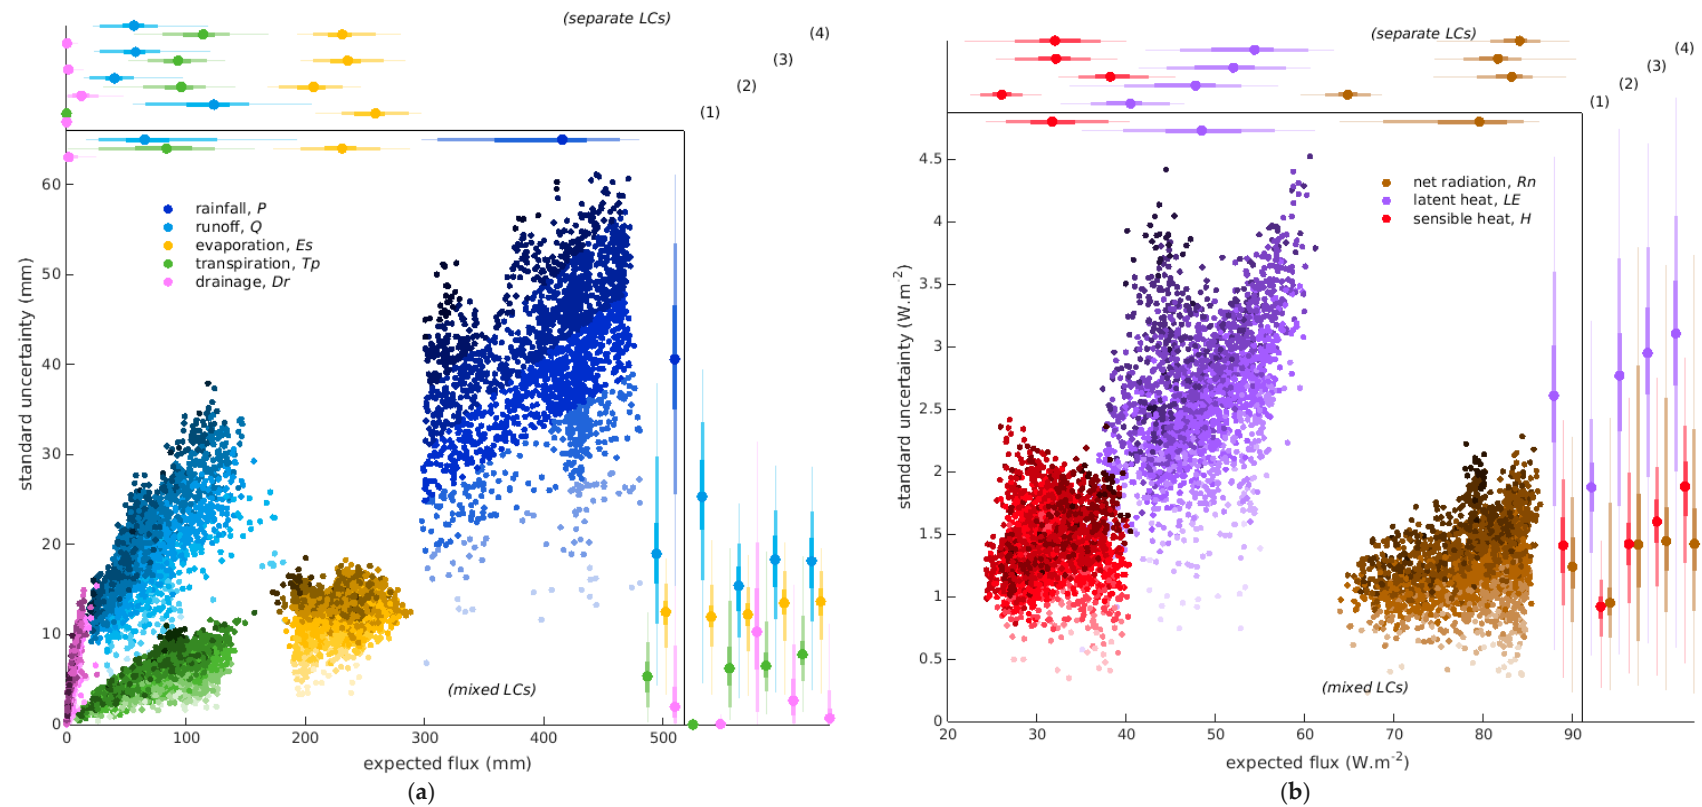 (separate LCs)
(4)
(3)
(2)
(1)
60
50
40
30
20
10
0
standard uncertainty (mm)
rainfall, P
runoff, Q
evaporation, Es
transpiration, Tp
drainage, Dr
(mixed LCs)
0 100 200 300 400 500
expected flux (mm)
(a)
(separate LCs)
(4)
(3)
(2)
(1)
4.5
4
3.5
3
2.5
2
1.5
1
0.5
0
standard uncertainty (W.m-2)
net radiation, Rn
latent heat, LE
sensible heat, H
(mixed LCs)
20 30 40 50 60 70 80 90
expected flux (W.m-2)
(b)